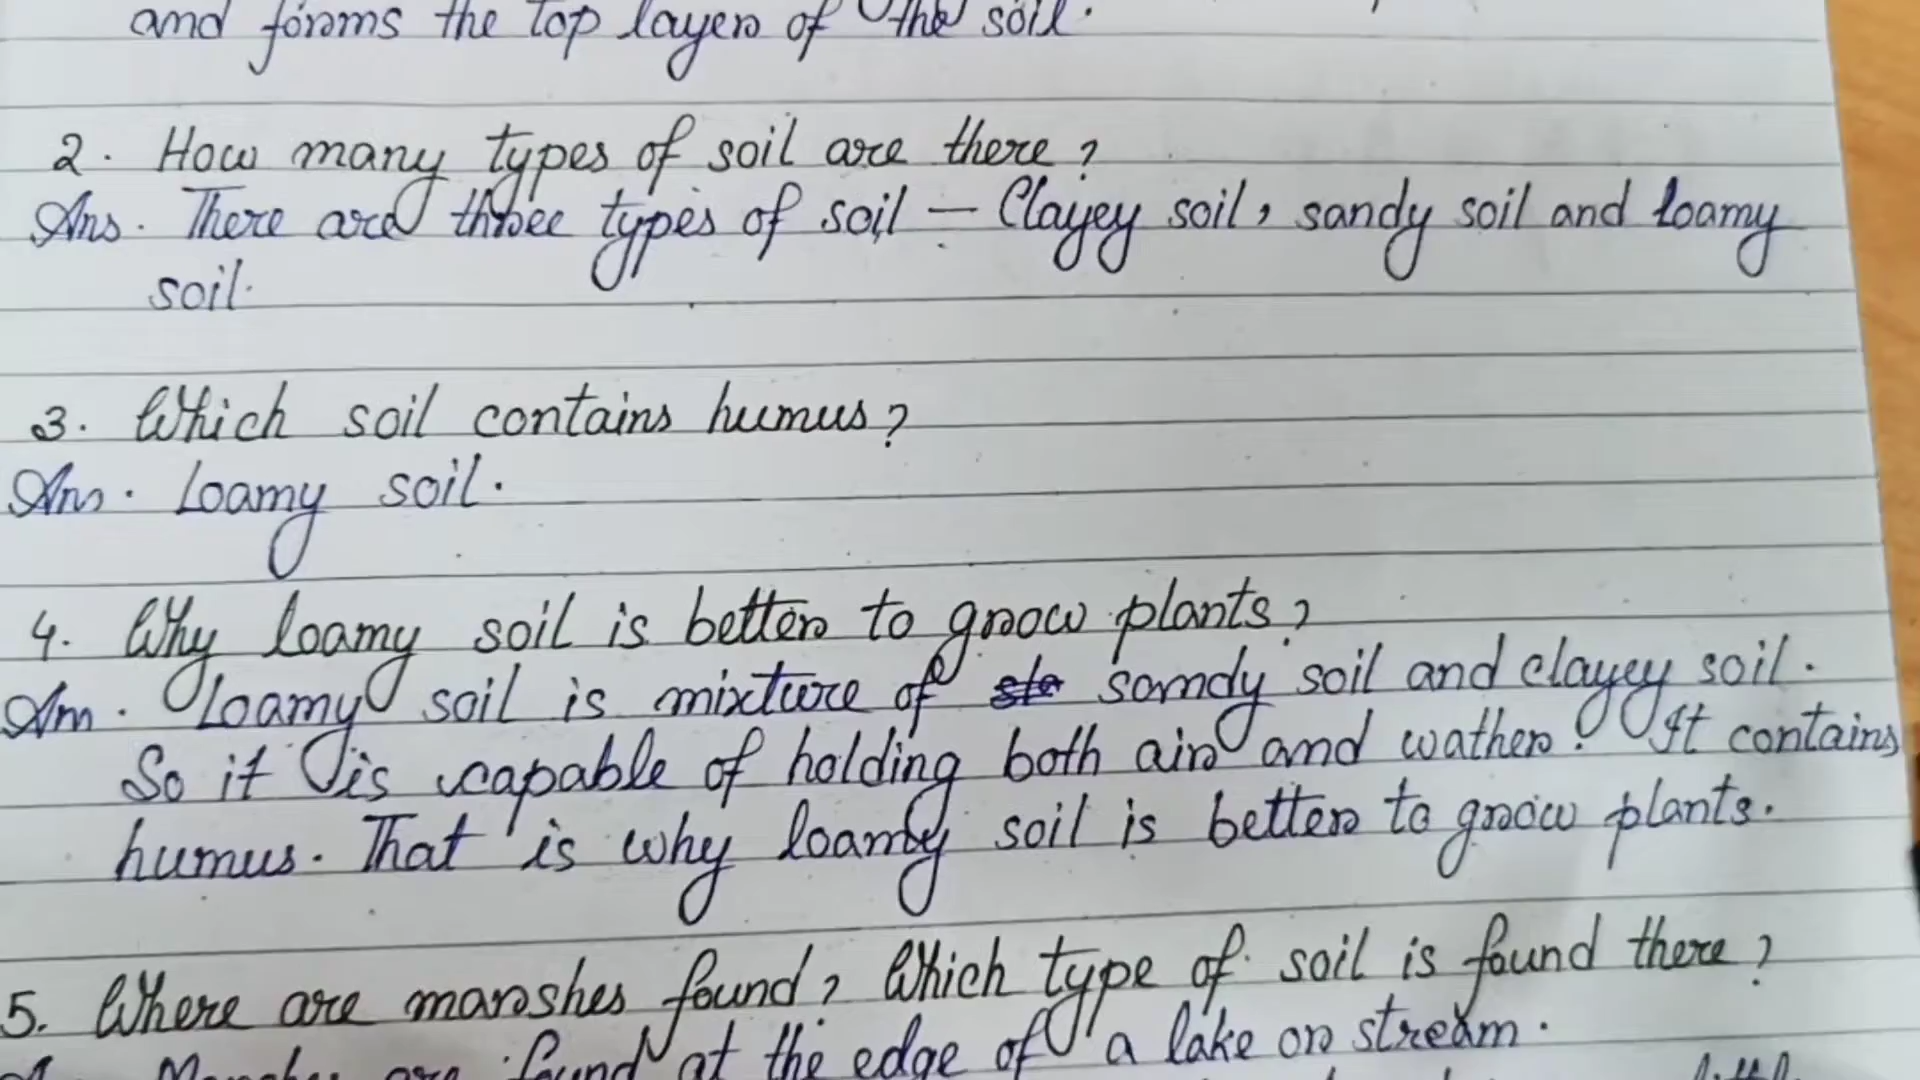 and forms the top layer of the soil.
2. How many types of soil are there?
Ans. There are three types of soil – Clayey soil, sandy soil and loamy
soil.
3. Which soil contains humus?
Ans. Loamy soil.
4. Why loamy soil is better to grow plants?
Ans. Loamy soil is mixture of sandy soil and clayey soil.
So it is capable of holding both air and wather. It contains
humus. That is why loamy soil is better to grow plants.
5. Where are marshes found? Which type of soil is found there?
Marshes are found at the edge of a lake or stream.